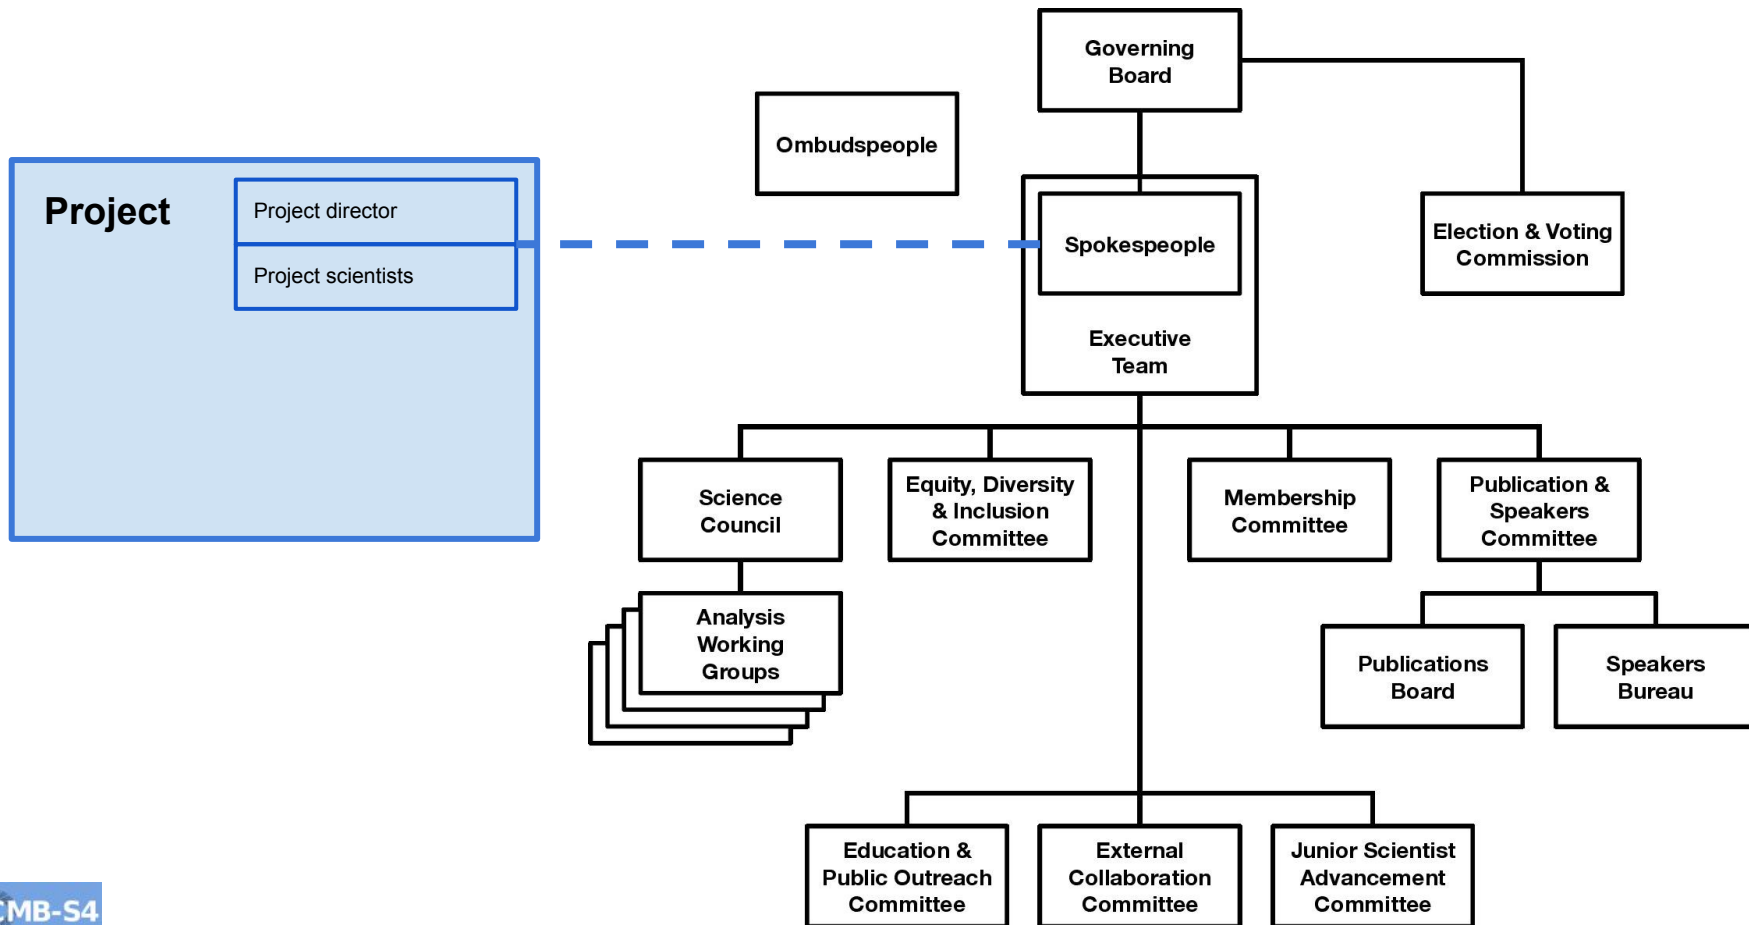 Governing
Board
Ombudspeople
Project
Project director
Project scientists
Spokespeople
Executive
Team
Election & Voting
Commission
Science
Council
Equity, Diversity
& Inclusion
Committee
Membership
Committee
Publication &
Speakers
Committee
Analysis
Working
Groups
Publications
Board
Speakers
Bureau
Education &
Public Outreach
Committee
External
Collaboration
Committee
Junior Scientist
Advancement
Committee
CMB-S4